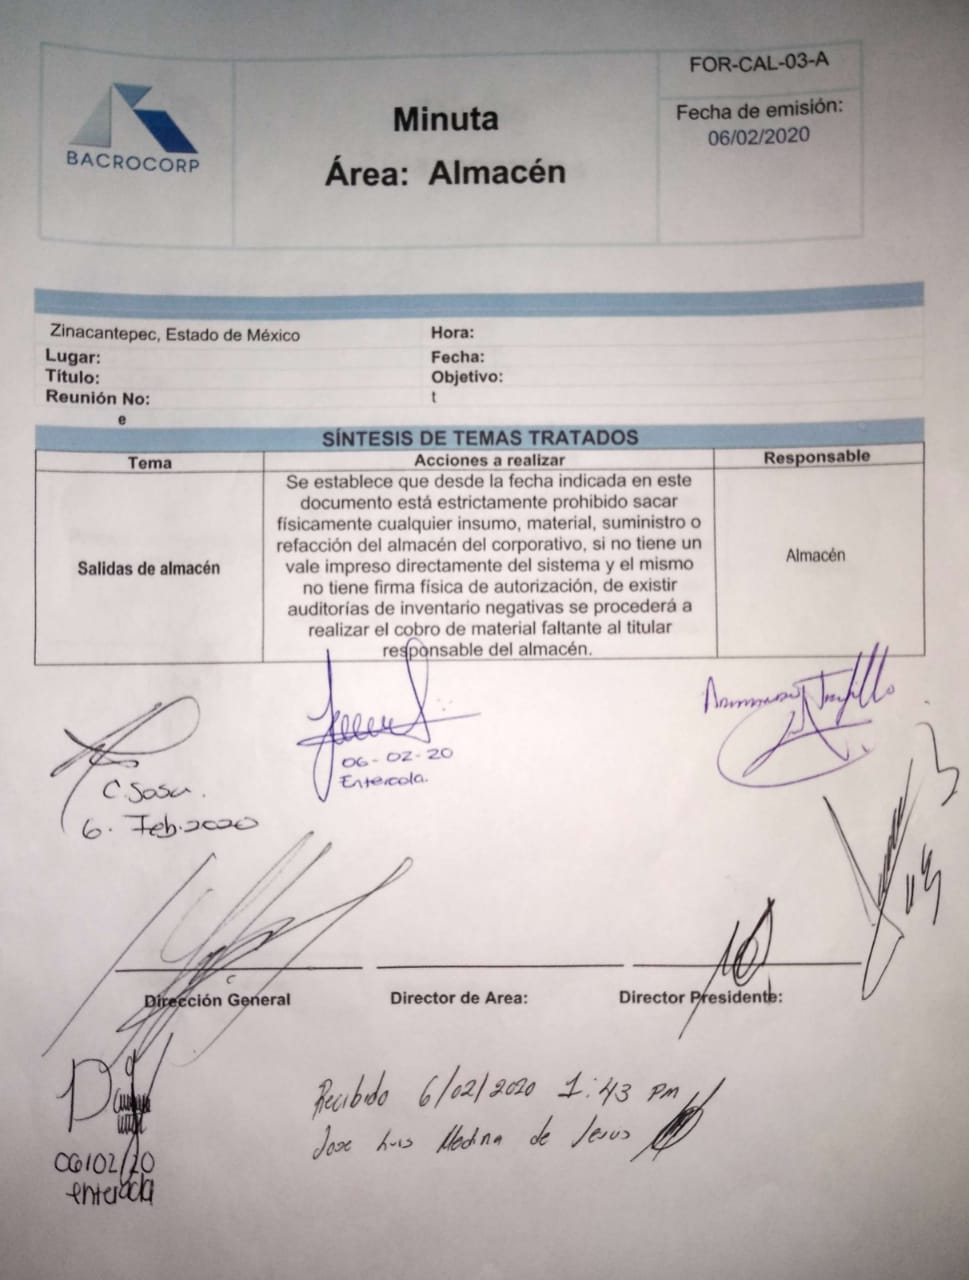 BACROCORP
Minuta
Área: Almacén
FOR-CAL-03-A
Fecha de emisión:
06/02/2020
Zinacantepec, Estado de México
Hora:
Lugar:
Fecha:
Título:
Objetivo:
Reunión No:
t
e
SÍNTESIS DE TEMAS TRATADOS
Tema
Acciones a realizar
Responsable
Salidas de almacén
Se establece que desde la fecha indicada en este
documento está estrictamente prohibido sacar
físicamente cualquier insumo, material, suministro o
refacción del almacén del corporativo, si no tiene un
vale impreso directamente del sistema y el mismo
no tiene firma física de autorización, de existir
auditorías de inventario negativas se procederá a
realizar el cobro de material faltante al titular
responsable del almacén.
Almacén
C. Sosa.
6. Feb. 2020
06-02-20
Trujillo
Dirección General
Director de Area:
Director Presidente:
06/02/20
enterada
Recibido 6/02/2020 1:43 pm
Jose Luis Medina de Jesus